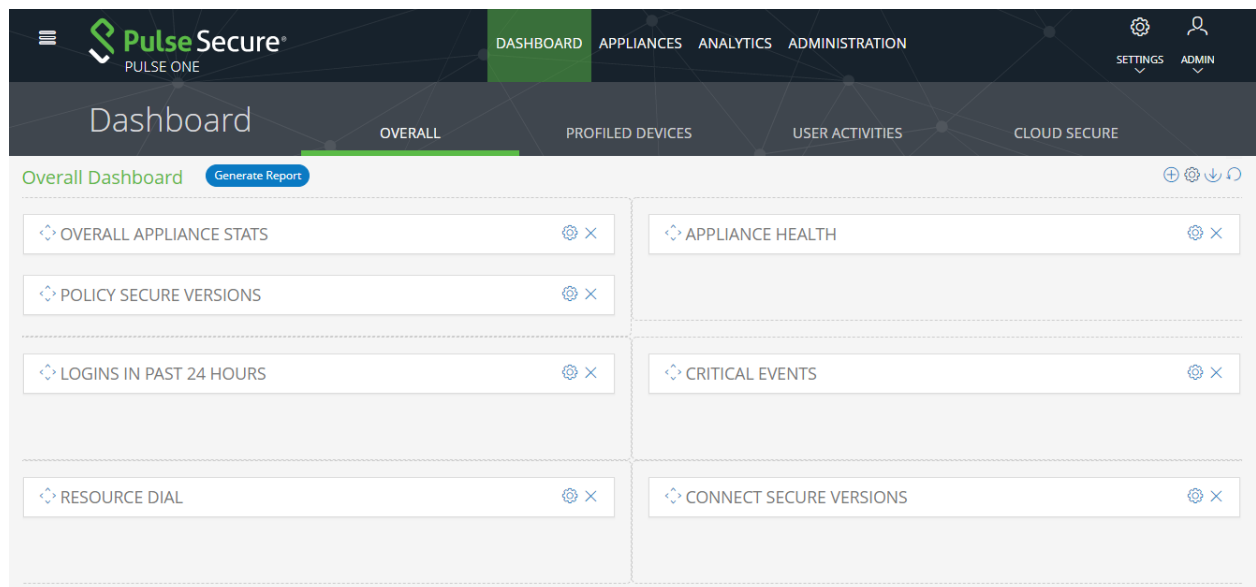 Pulse Secure®
PULSE ONE
DASHBOARD APPLIANCES ANALYTICS ADMINISTRATION
SETTINGS ADMIN
Dashboard
OVERALL PROFILED DEVICES USER ACTIVITIES CLOUD SECURE
Overall Dashboard Generate Report
OVERALL APPLIANCE STATS
APPLIANCE HEALTH
POLICY SECURE VERSIONS
LOGINS IN PAST 24 HOURS
CRITICAL EVENTS
RESOURCE DIAL
CONNECT SECURE VERSIONS